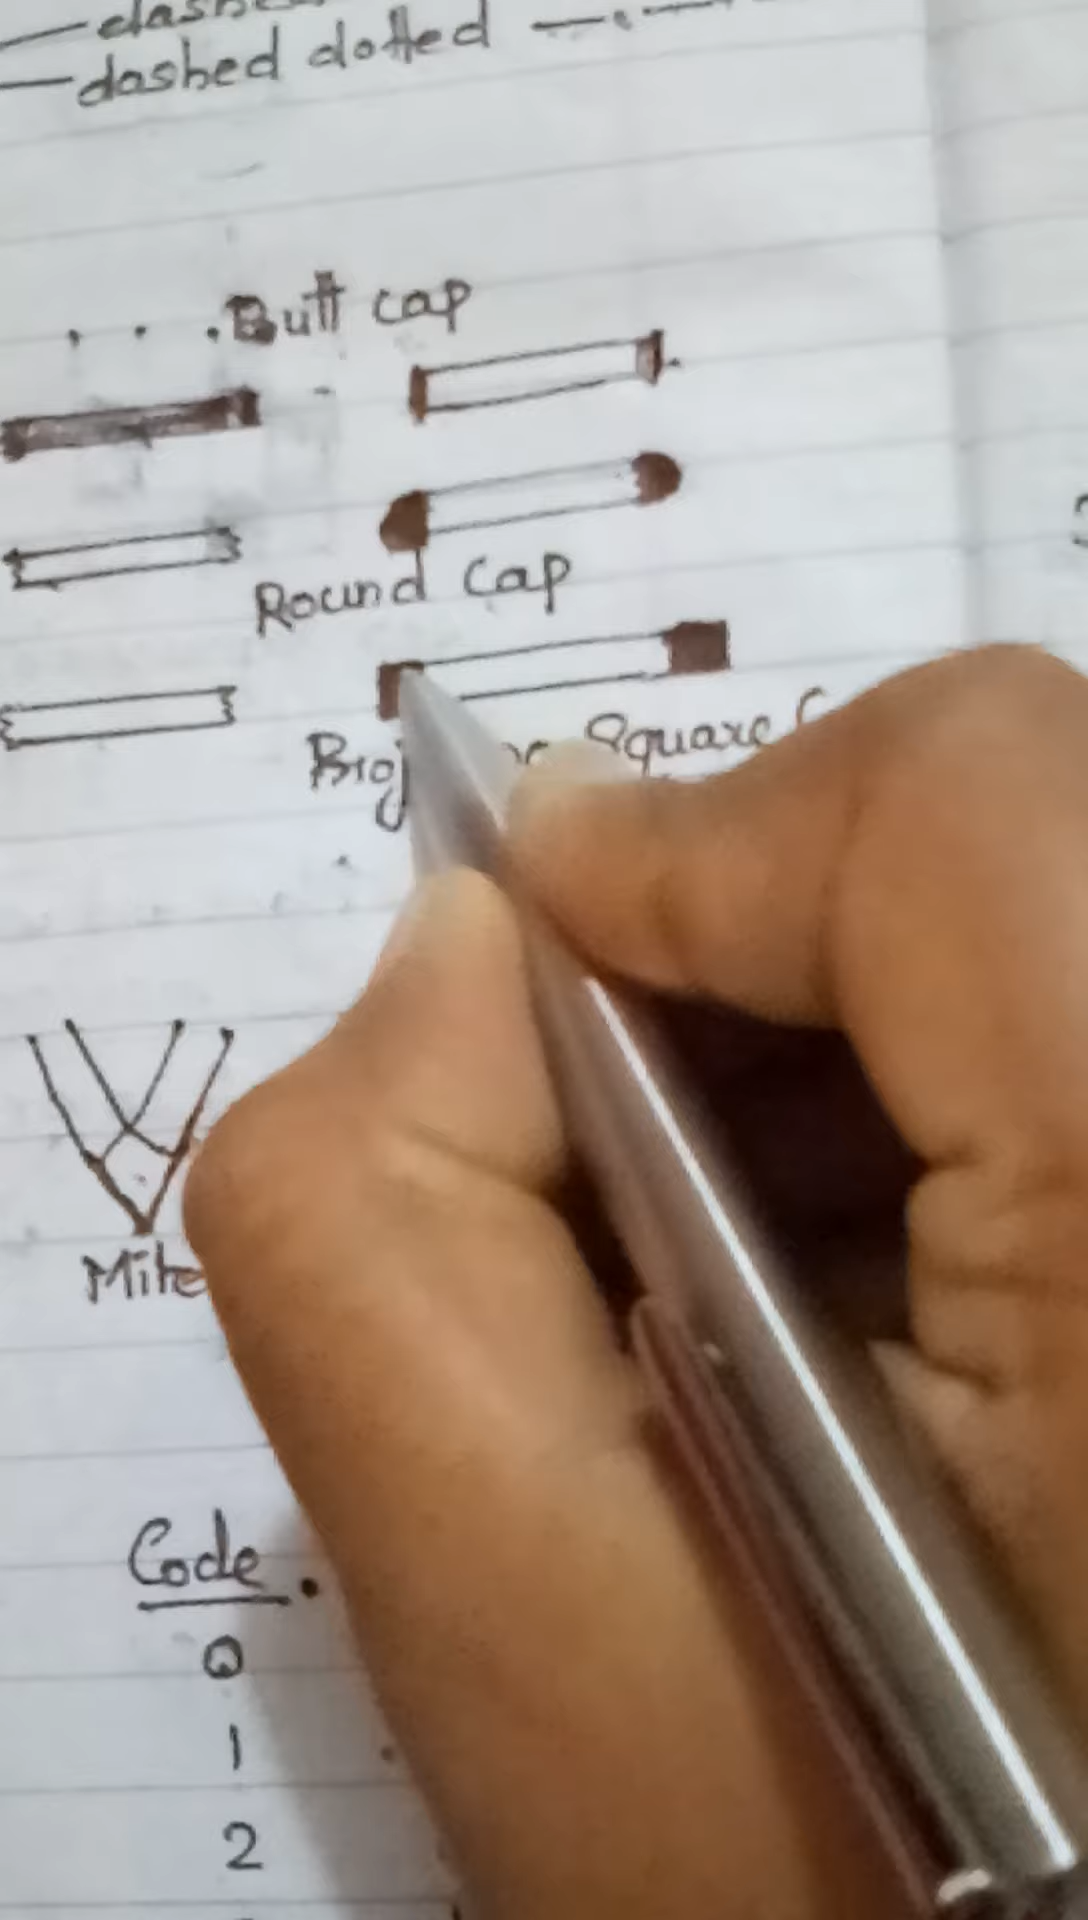 dashed dotted
Butt cap
Round Cap
Square
Code
0
1
2